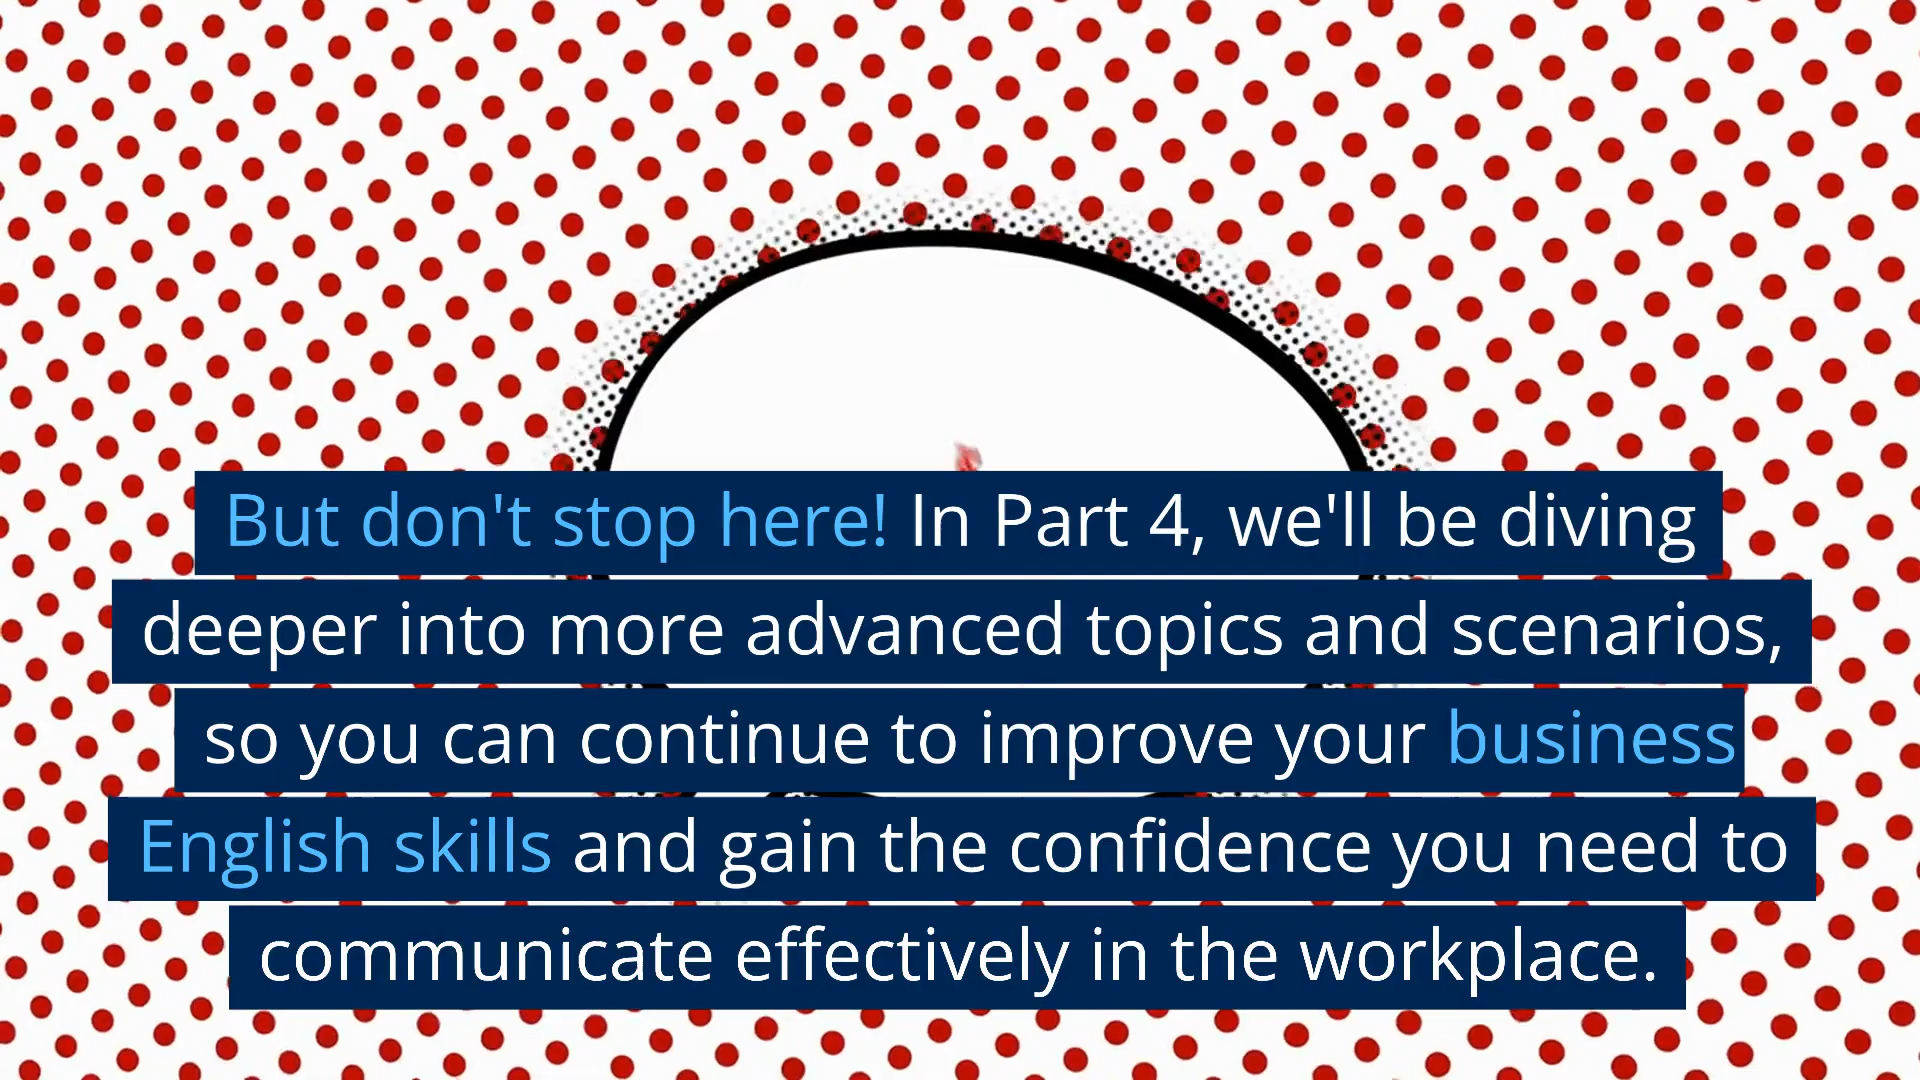 But don't stop here! In Part 4, we'll be diving
deeper into more advanced topics and scenarios,
so you can continue to improve your business
English skills and gain the confidence you need to
communicate effectively in the workplace.